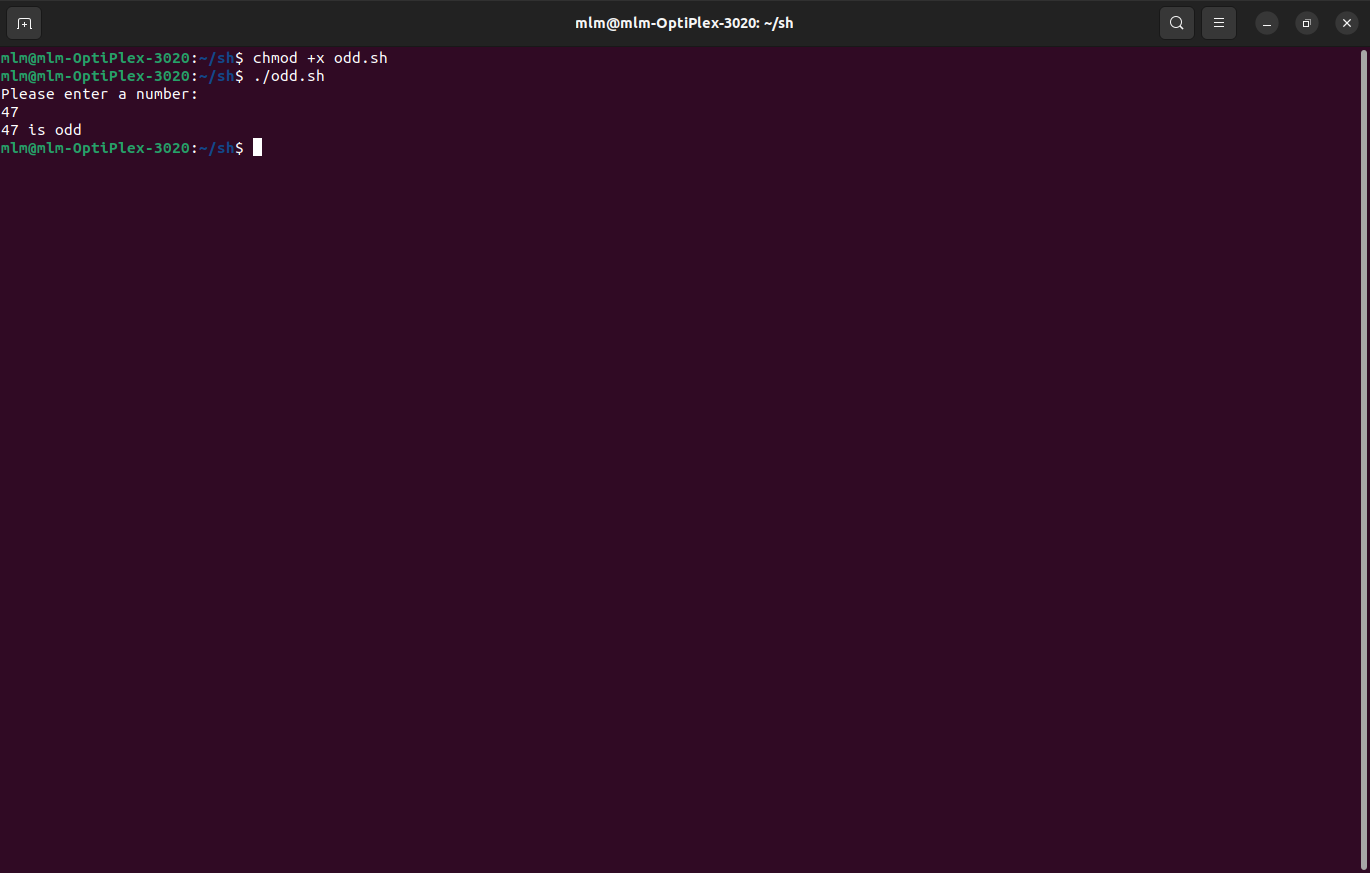 mlm@mlm-OptiPlex-3020: ~/sh
mlm@mlm-OptiPlex-3020:~/sh$ chmod +x odd.sh
mlm@mlm-OptiPlex-3020:~/sh$ ./odd.sh
Please enter a number:
47
47 is odd
mlm@mlm-OptiPlex-3020:~/sh$